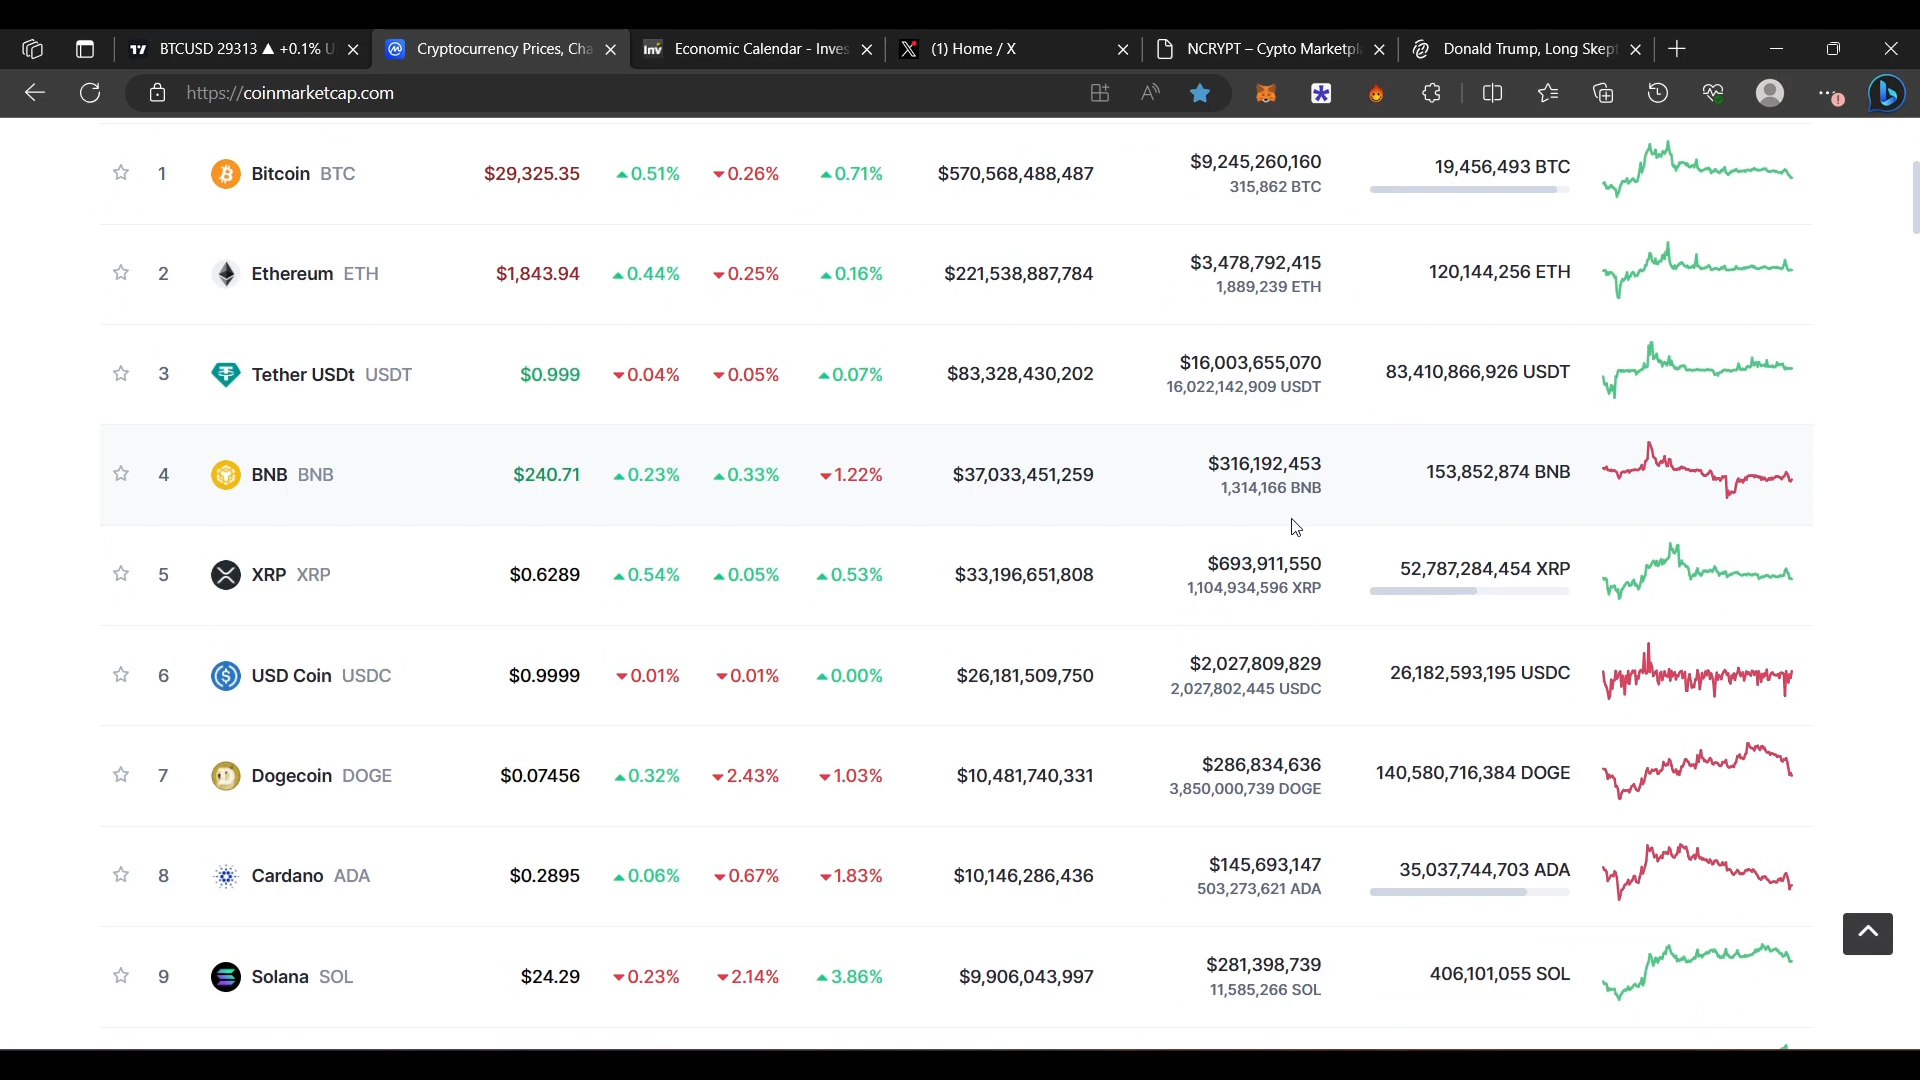 BTCUSD 29313 ▲ +0.1% U
Cryptocurrency Prices, Cha
Inv Economic Calendar - Inves
(1) Home / X
NCRYPT – Cypto Marketpl
Donald Trump, Long Skept
https://coinmarketcap.com
1 Bitcoin BTC $29,325.35 ▲0.51% ▼0.26% ▲0.71% $570,568,488,487 $9,245,260,160 19,456,493 BTC
315,862 BTC
2 Ethereum ETH $1,843.94 ▲0.44% ▼0.25% ▲0.16% $221,538,887,784 $3,478,792,415 120,144,256 ETH
1,889,239 ETH
3 Tether USDt USDT $0.999 ▼0.04% ▼0.05% ▲0.07% $83,328,430,202 $16,003,655,070 83,410,866,926 USDT
16,022,142,909 USDT
4 BNB BNB $240.71 ▲0.23% ▲0.33% ▼1.22% $37,033,451,259 $316,192,453 153,852,874 BNB
1,314,166 BNB
5 XRP XRP $0.6289 ▲0.54% ▲0.05% ▲0.53% $33,196,651,808 $693,911,550 52,787,284,454 XRP
1,104,934,596 XRP
6 USD Coin USDC $0.9999 ▼0.01% ▼0.01% ▲0.00% $26,181,509,750 $2,027,809,829 26,182,593,195 USDC
2,027,802,445 USDC
7 Dogecoin DOGE $0.07456 ▲0.32% ▼2.43% ▼1.03% $10,481,740,331 $286,834,636 140,580,716,384 DOGE
3,850,000,739 DOGE
8 Cardano ADA $0.2895 ▲0.06% ▼0.67% ▼1.83% $10,146,286,436 $145,693,147 35,037,744,703 ADA
503,273,621 ADA
9 Solana SOL $24.29 ▼0.23% ▼2.14% ▲3.86% $9,906,043,997 $281,398,739 406,101,055 SOL
11,585,266 SOL